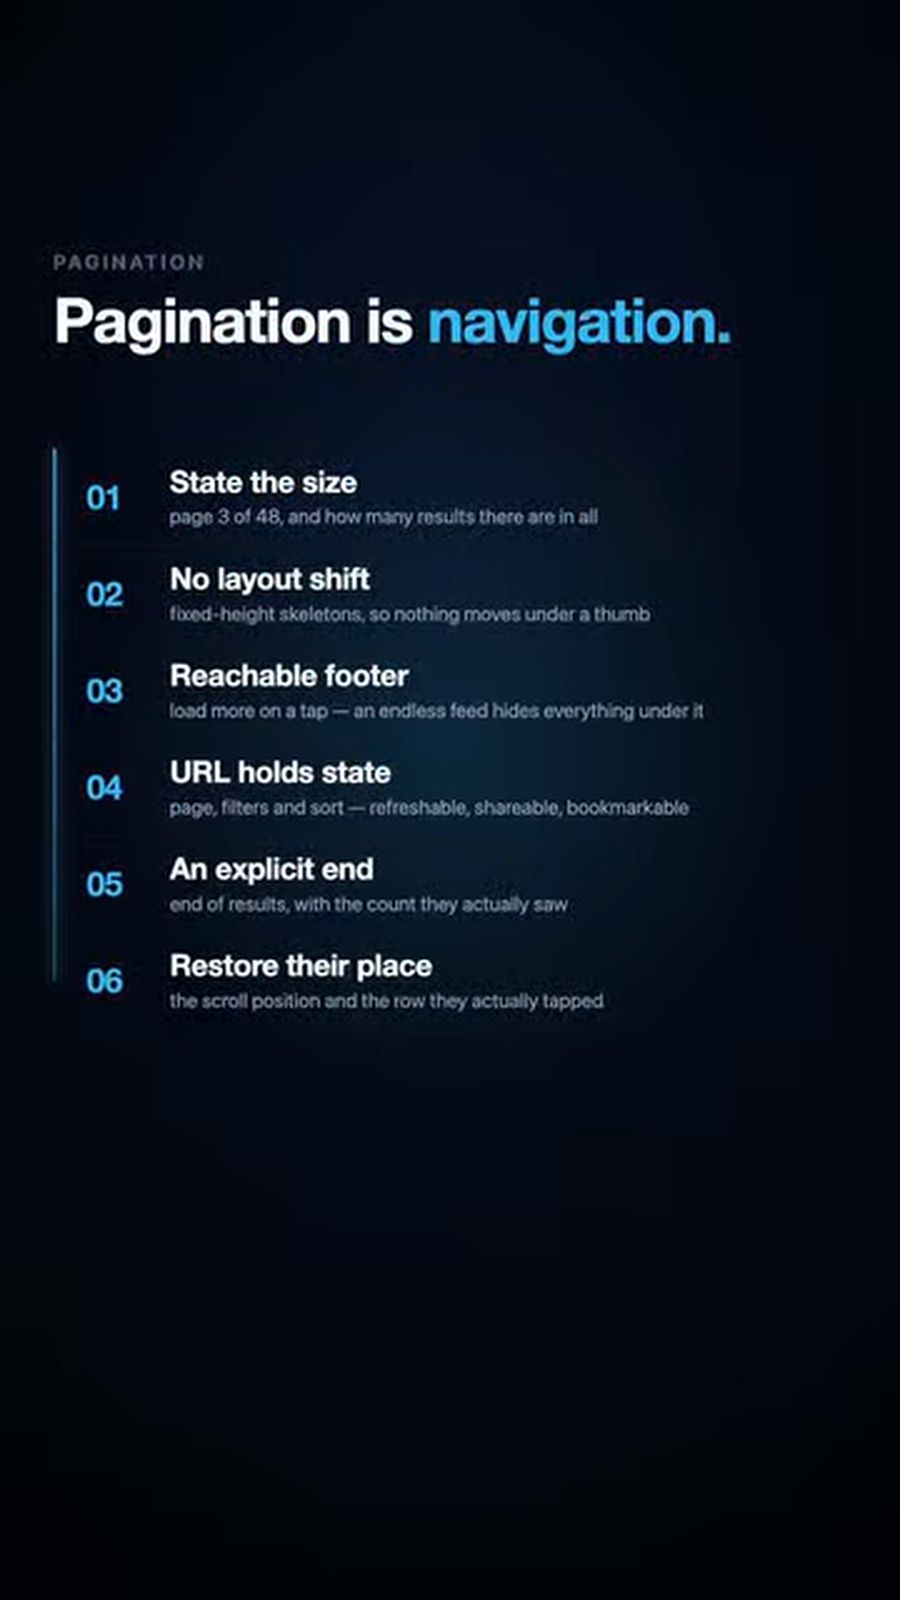 PAGINATION
Pagination is navigation.
01
State the size
page 3 of 48, and how many results there are in all
02
No layout shift
fixed-height skeletons, so nothing moves under a thumb
03
Reachable footer
load more on a tap — an endless feed hides everything under it
04
URL holds state
page, filters and sort — refreshable, shareable, bookmarkable
05
An explicit end
end of results, with the count they actually saw
06
Restore their place
the scroll position and the row they actually tapped